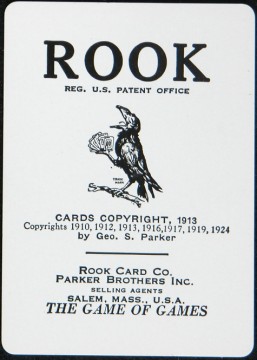 ROOK
REG. U.S. PATENT OFFICE
TRADE
MARK
CARDS COPYRIGHT, 1913
Copyrights 1910, 1912, 1913, 1916, 1917, 1919, 1924
by Geo. S. Parker
ROOK CARD CO.
PARKER BROTHERS INC.
SELLING AGENTS
SALEM, MASS., U.S.A.
THE GAME OF GAMES